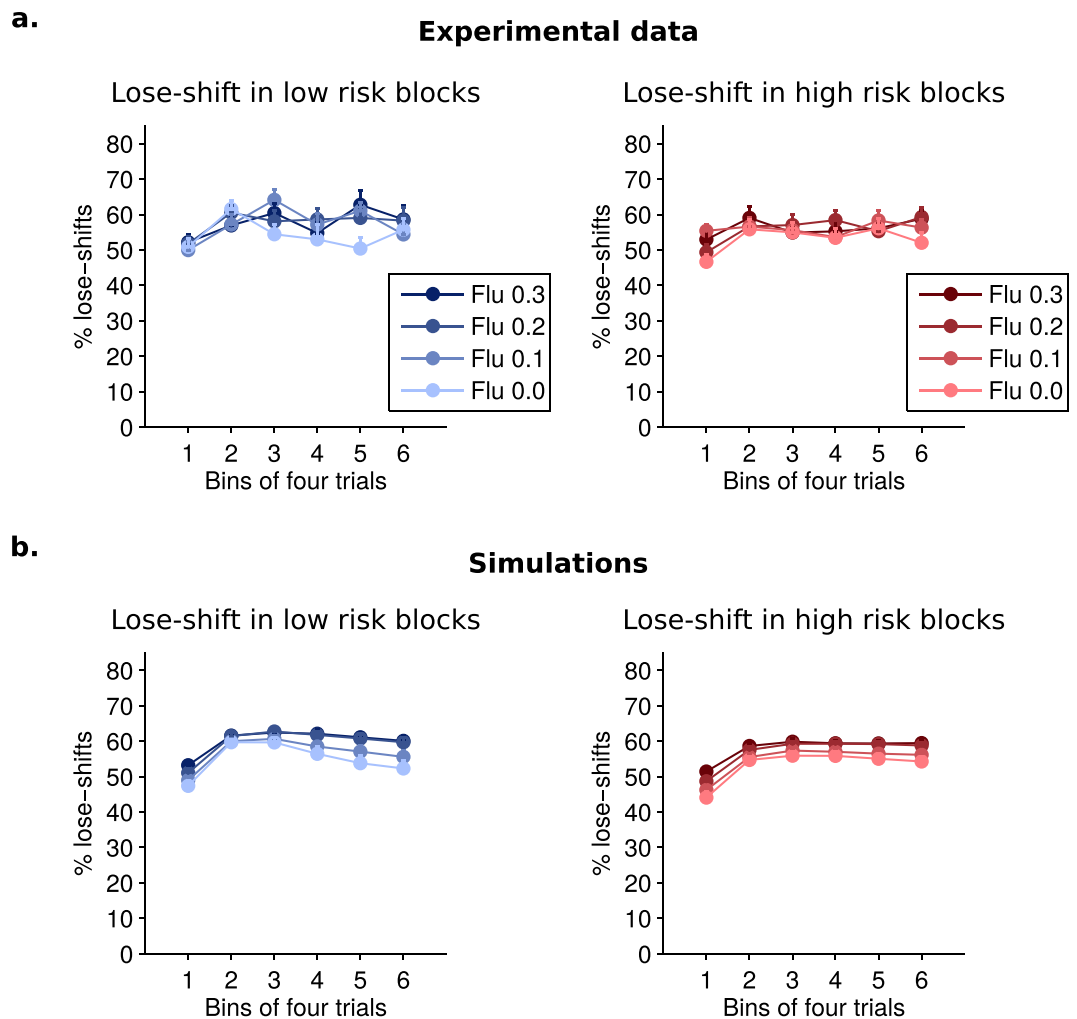 a.
Experimental data
Lose-shift in low risk blocks
80
70
60
50
40
30
20
10
0
% lose−shifts
1 2 3 4 5 6
Bins of four trials
Flu 0.3
Flu 0.2
Flu 0.1
Flu 0.0
Lose-shift in high risk blocks
80
70
60
50
40
30
20
10
0
% lose−shifts
1 2 3 4 5 6
Bins of four trials
Flu 0.3
Flu 0.2
Flu 0.1
Flu 0.0
b.
Simulations
Lose-shift in low risk blocks
80
70
60
50
40
30
20
10
0
% lose−shifts
1 2 3 4 5 6
Bins of four trials
Lose-shift in high risk blocks
80
70
60
50
40
30
20
10
0
% lose−shifts
1 2 3 4 5 6
Bins of four trials